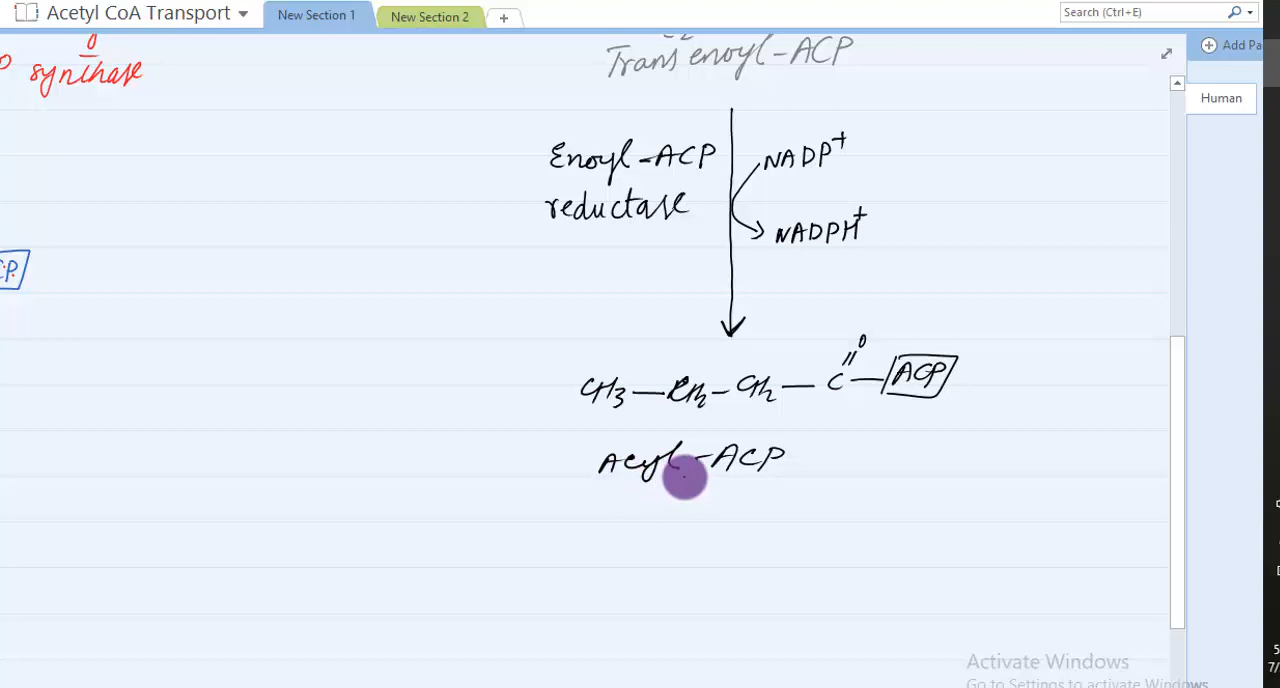 Acetyl CoA Transport
New Section 1
New Section 2
+
Search (Ctrl+E)
Add Pa
Human
synthase
Trans enoyl-ACP
Enoyl-ACP
reductase
NADP+
NADPH+
CP
O
CH3—CH2—CH2—C—ACP
Acyl-ACP
Activate Windows
Go to Settings to activate Windows